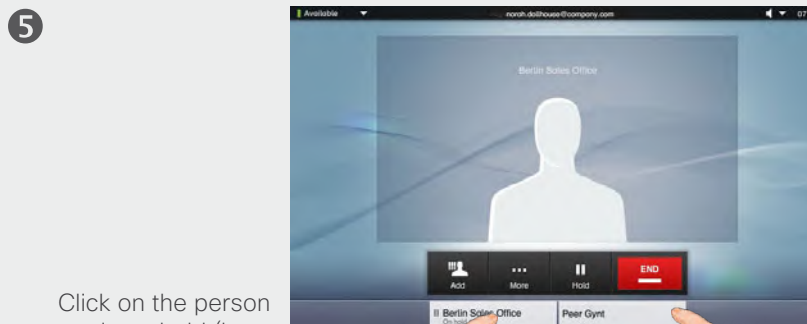 5
Available
norah.dollhouse@company.com
07
Berlin Sales Office
Add
More
Hold
END
Berlin Sales Office
Peer Gynt
On hold
Click on the person